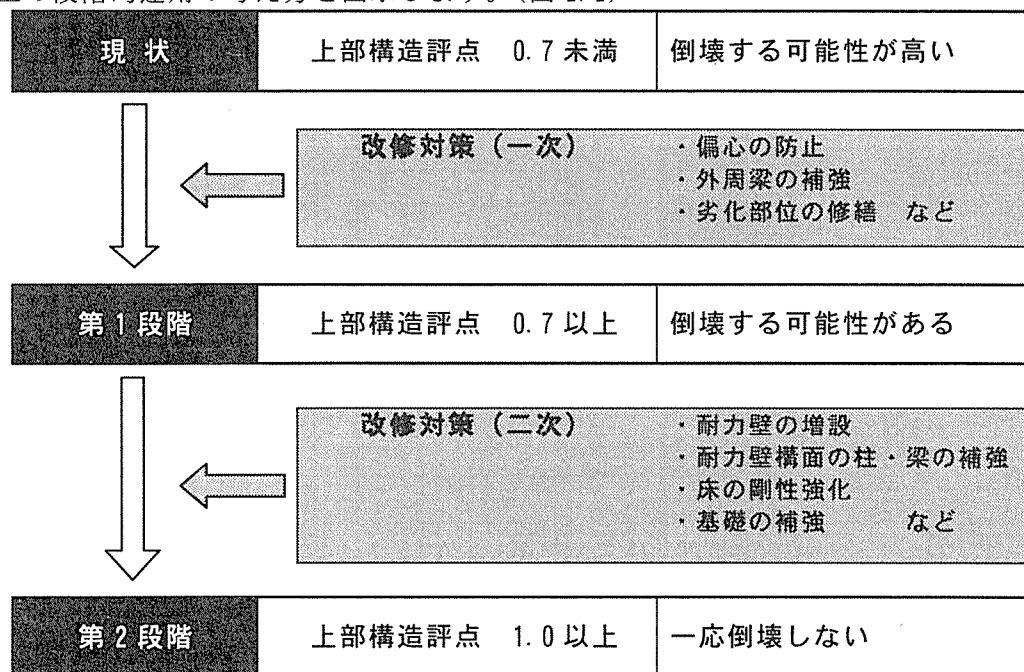 現 状 上部構造評点 0.7未満 倒壊する可能性が高い
改修対策（一次） ・偏心の防止
・外周梁の補強
・劣化部位の修繕 など
第1段階 上部構造評点 0.7以上 倒壊する可能性がある
改修対策（二次） ・耐力壁の増設
・耐力壁構面の柱・梁の補強
・床の剛性強化
・基礎の補強 など
第2段階 上部構造評点 1.0以上 一応倒壊しない